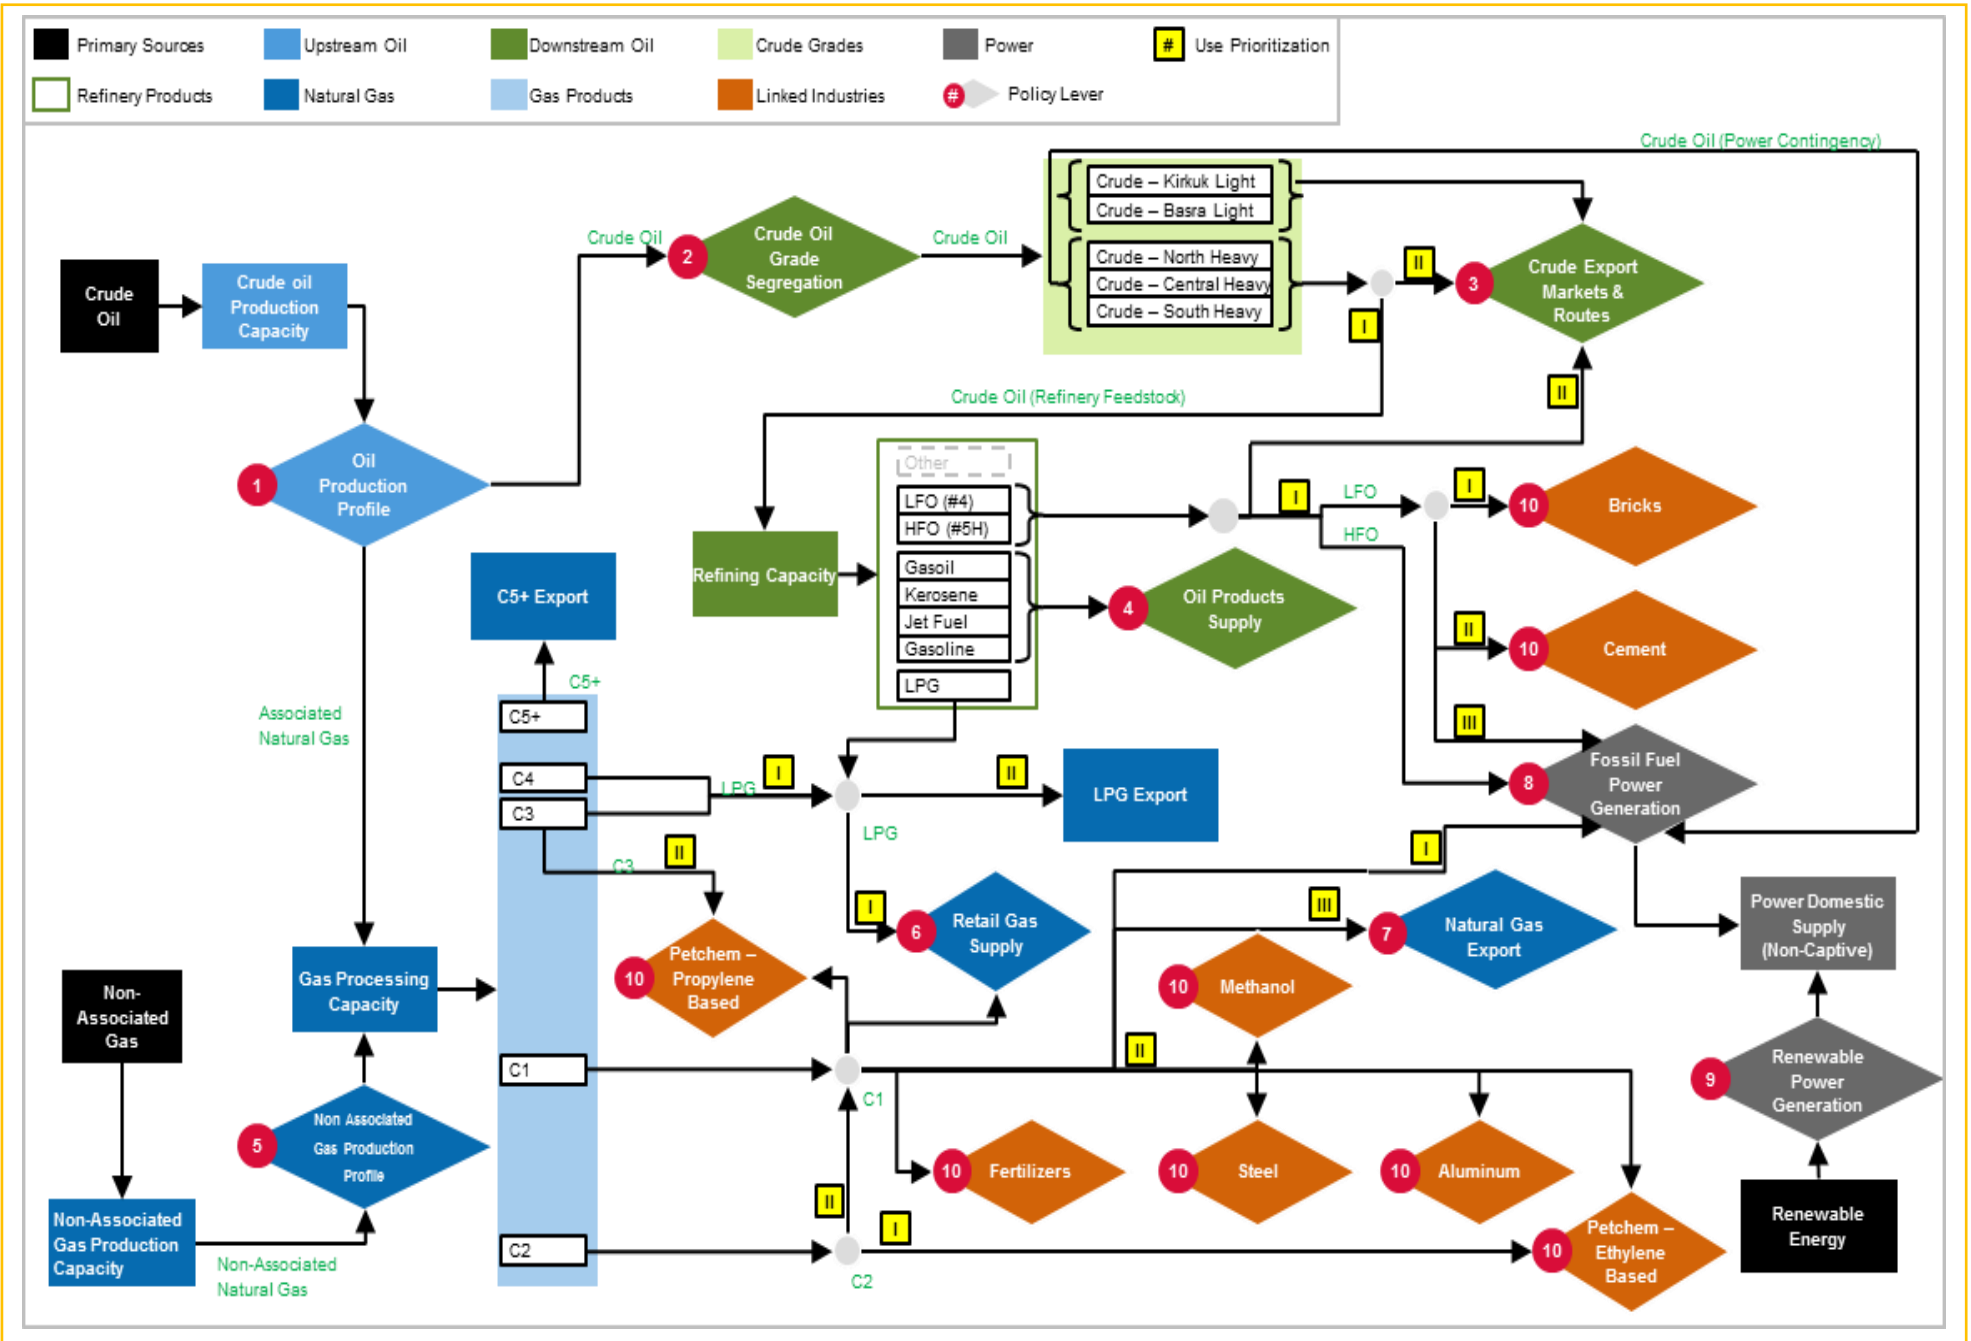 Primary Sources
Upstream Oil
Downstream Oil
Crude Grades
Power
# Use Prioritization
Refinery Products
Natural Gas
Gas Products
Linked Industries
# Policy Lever
Crude Oil (Power Contingency)
Crude – Kirkuk Light
Crude – Basra Light
Crude – North Heavy
Crude – Central Heavy
Crude – South Heavy
Crude
Oil
Crude oil
Production
Capacity
Crude Oil
2
Crude Oil
Grade
Segregation
Crude Oil
II
I
3
Crude Export
Markets &
Routes
II
Crude Oil (Refinery Feedstock)
1
Oil
Production
Profile
Refining Capacity
Other
LFO (#4)
HFO (#5H)
Gasoil
Kerosene
Jet Fuel
Gasoline
LPG
4
Oil Products
Supply
I
LFO
HFO
I
10
Bricks
II
10
Cement
III
8
Fossil Fuel
Power
Generation
C5+ Export
C5+
C5+
C4
C3
LPG
I
II
LPG Export
LPG
C3
II
I
6
Retail Gas
Supply
I
III
7
Natural Gas
Export
Power Domestic
Supply
(Non-Captive)
Associated
Natural Gas
Gas Processing
Capacity
Non-
Associated
Gas
10
Petchem –
Propylene
Based
10
Methanol
II
C1
C1
9
Renewable
Power
Generation
5
Non Associated
Gas Production
Profile
10
Fertilizers
10
Steel
10
Aluminum
Non-Associated
Gas Production
Capacity
Non-Associated
Natural Gas
II
I
C2
C2
10
Petchem –
Ethylene
Based
Renewable
Energy